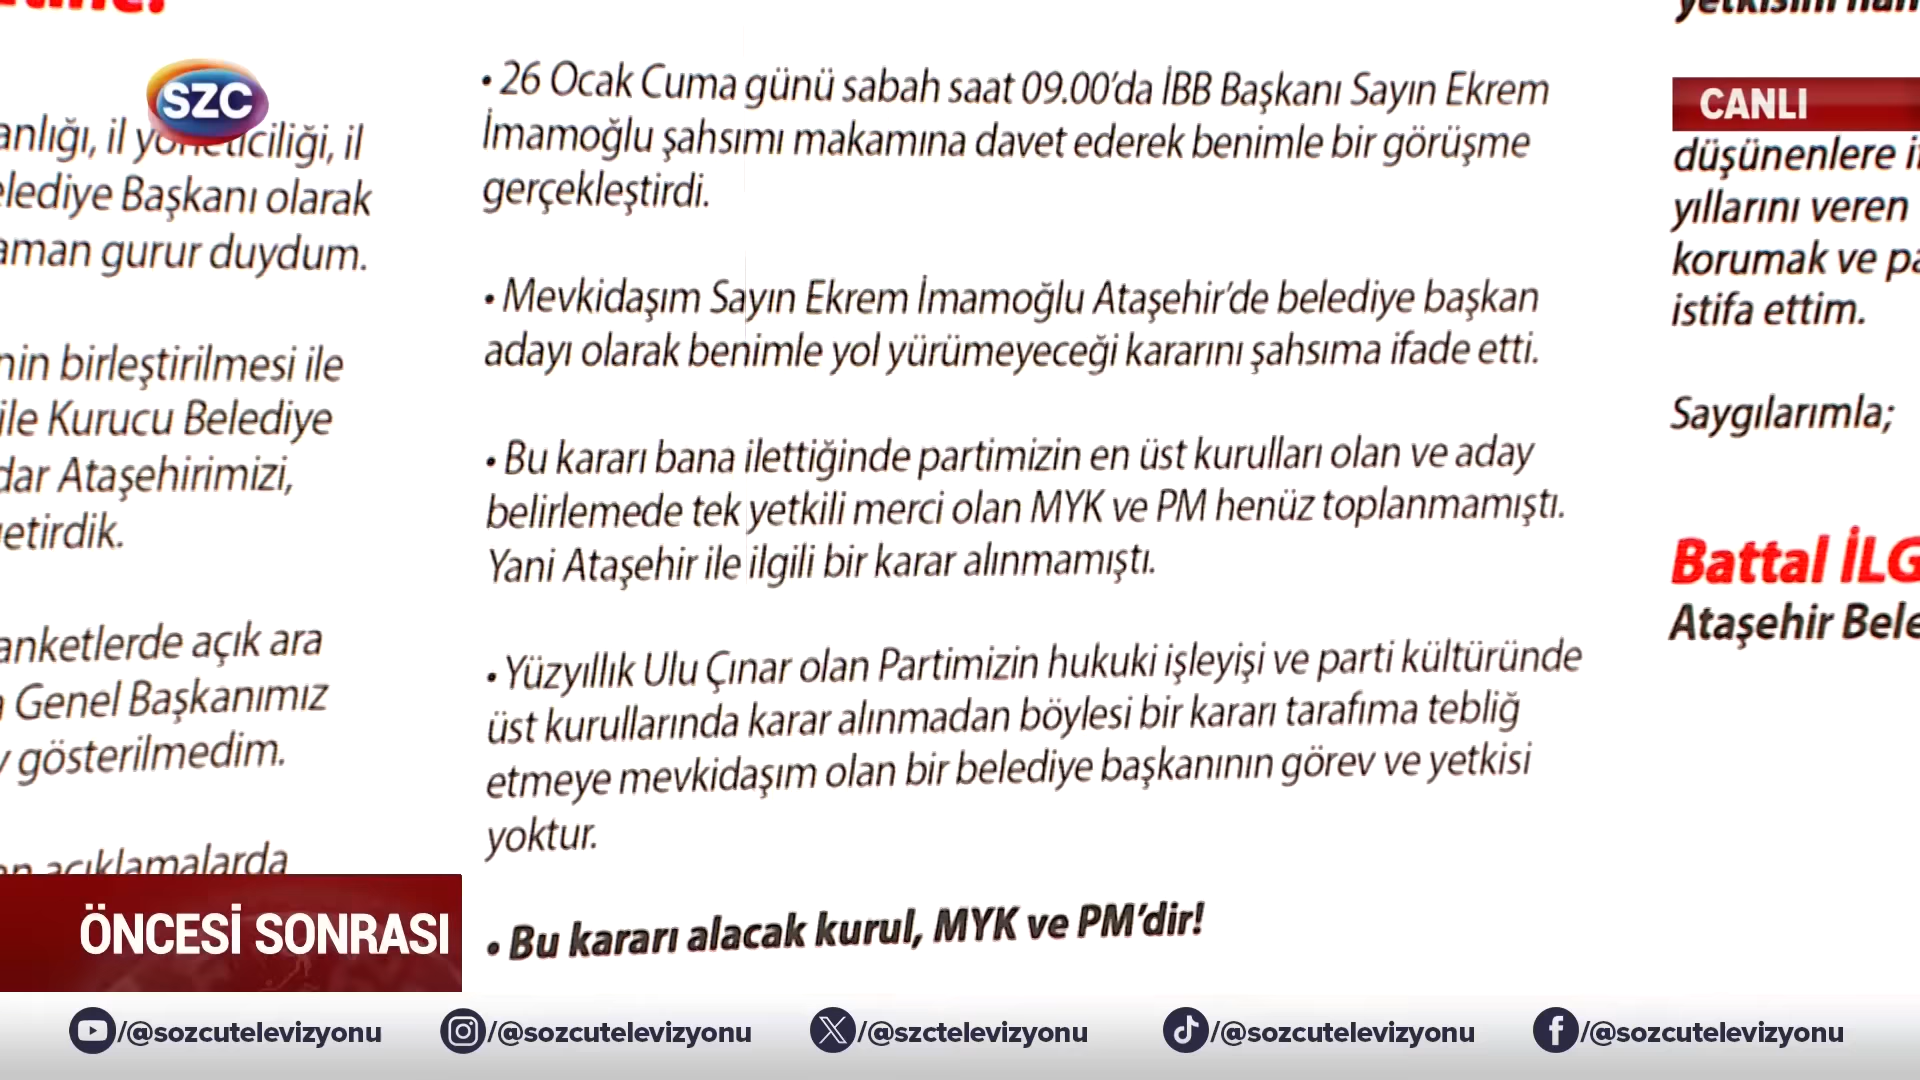 SZC
CANLI
anlığı, il yöneticiliği, il
elediye Başkanı olarak
aman gurur duydum.
nin birleştirilmesi ile
ile Kurucu Belediye
dar Ataşehirimizi,
etirdik.
anketlerde açık ara
Genel Başkanımız
gösterilmedim.
açıklamalarda
• 26 Ocak Cuma günü sabah saat 09.00'da İBB Başkanı Sayın Ekrem
İmamoğlu şahsımı makamına davet ederek benimle bir görüşme
gerçekleştirdi.
• Mevkidaşım Sayın Ekrem İmamoğlu Ataşehir'de belediye başkan
adayı olarak benimle yol yürümeyeceği kararını şahsıma ifade etti.
• Bu kararı bana ilettiğinde partimizin en üst kurulları olan ve aday
belirlemede tek yetkili merci olan MYK ve PM henüz toplanmamıştı.
Yani Ataşehir ile ilgili bir karar alınmamıştı.
• Yüzyıllık Ulu Çınar olan Partimizin hukuki işleyişi ve parti kültüründe
üst kurullarında karar alınmadan böylesi bir kararı tarafıma tebliğ
etmeye mevkidaşım olan bir belediye başkanının görev ve yetkisi
yoktur.
• Bu kararı alacak kurul, MYK ve PM'dir!
düşünenlere
yıllarını veren
korumak ve pa
istifa ettim.
Saygılarımla;
Battal İLG
Ataşehir Bele
ÖNCESİ SONRASI
/@sozcutelevizyonu
/@sozcutelevizyonu
/@szctelevizyonu
/@sozcutelevizyonu
/@sozcutelevizyonu